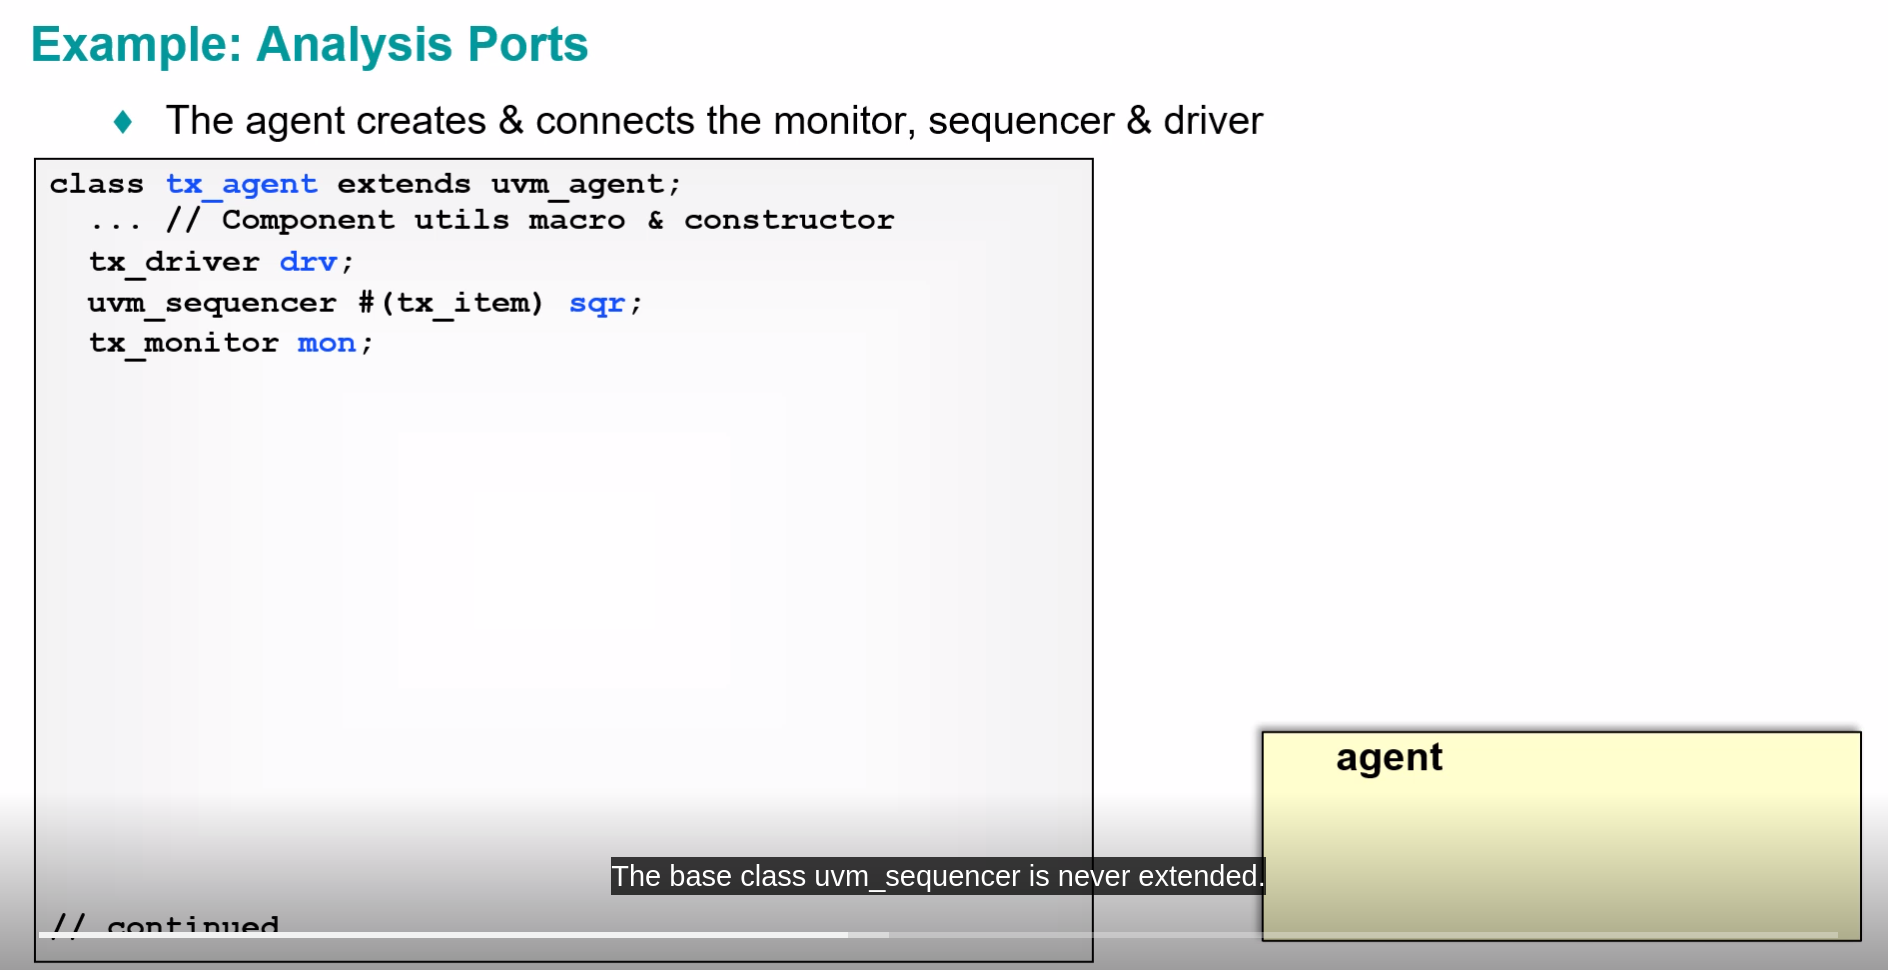 Example: Analysis Ports
♦ The agent creates & connects the monitor, sequencer & driver
class tx_agent extends uvm_agent;
... // Component utils macro & constructor
tx_driver drv;
uvm_sequencer #(tx_item) sqr;
tx_monitor mon;
agent
The base class uvm_sequencer is never extended.
// continued